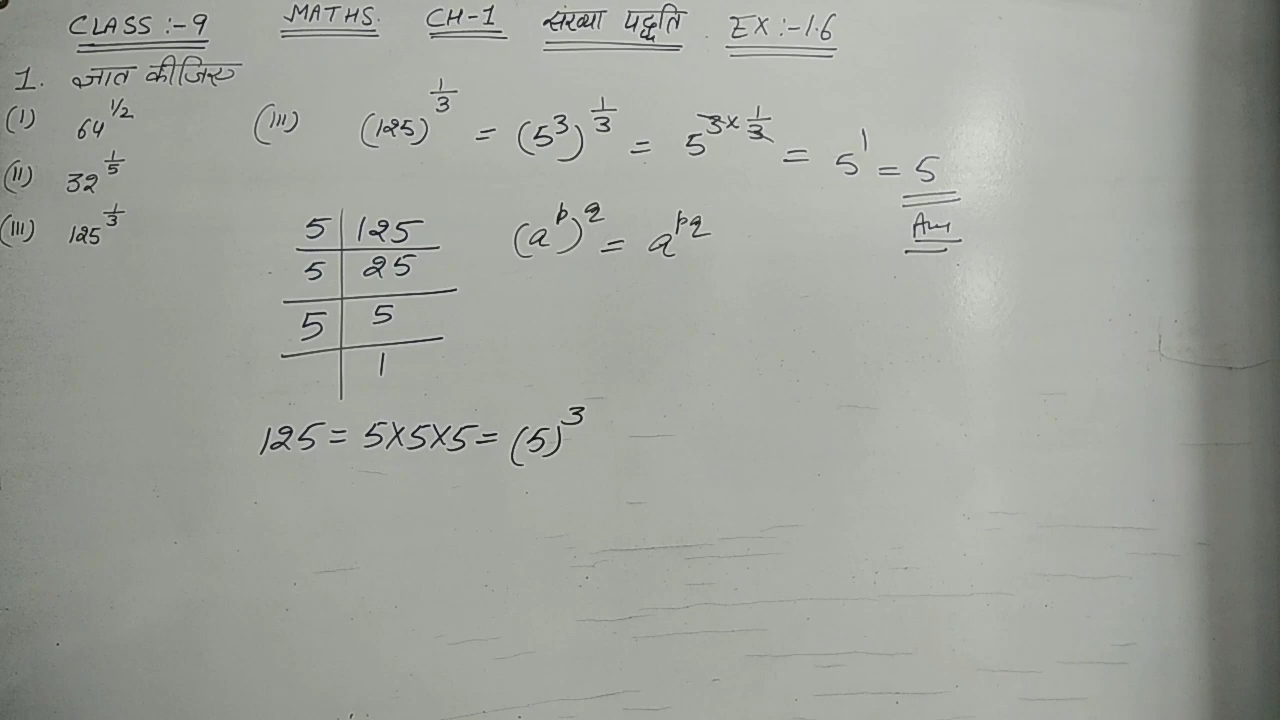 CLASS :- 9 MATHS. CH-1 संख्या पद्धति EX :- 1.6
1. ज्ञात कीजिए
(I) 64^{1/2}
(II) 32^{1/5}
(III) 125^{1/3}
(III) (125)^{1/3} = (5^3)^{1/3} = 5^{3×1/3} = 5^1 = 5
Ans
(a^p)^q = a^{pq}
5 | 125
5 | 25
5 | 5
| 1
125 = 5×5×5 = (5)^3